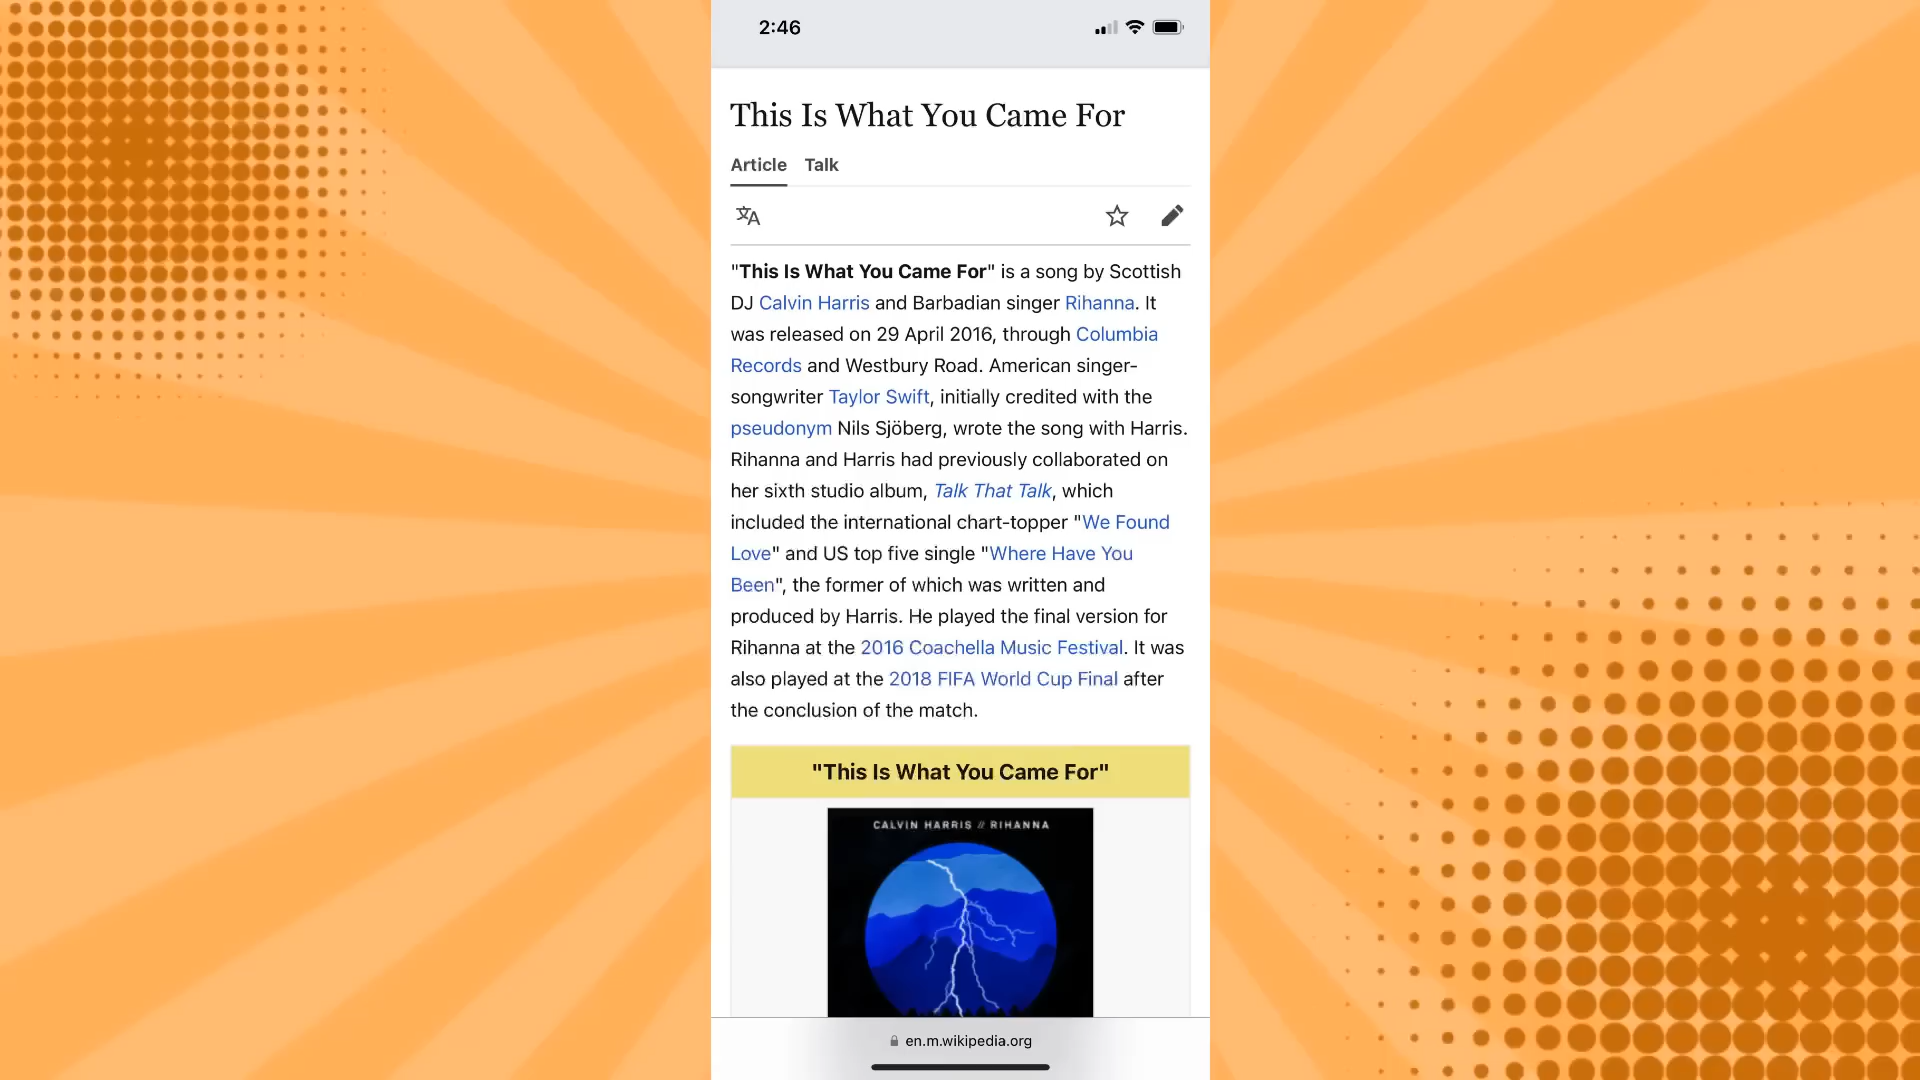 2:46
This Is What You Came For
Article Talk
"This Is What You Came For" is a song by Scottish
DJ Calvin Harris and Barbadian singer Rihanna. It
was released on 29 April 2016, through Columbia
Records and Westbury Road. American singer-
songwriter Taylor Swift, initially credited with the
pseudonym Nils Sjöberg, wrote the song with Harris.
Rihanna and Harris had previously collaborated on
her sixth studio album, Talk That Talk, which
included the international chart-topper "We Found
Love" and US top five single "Where Have You
Been", the former of which was written and
produced by Harris. He played the final version for
Rihanna at the 2016 Coachella Music Festival. It was
also played at the 2018 FIFA World Cup Final after
the conclusion of the match.
"This Is What You Came For"
CALVIN HARRIS // RIHANNA
en.m.wikipedia.org